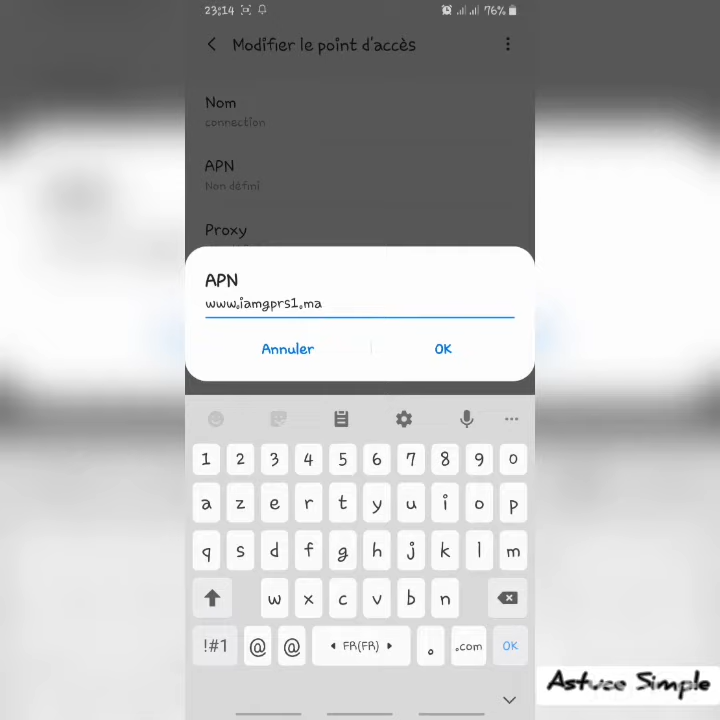 23:14
76%
Modifier le point d'accès
Nom
connection
APN
Non défini
Proxy
APN
www.iamgprs1.ma
Annuler
OK
1 2 3 4 5 6 7 8 9 0
a z e r t y u i o p
q s d f g h j k l m
w x c v b n
!#1 @ @ FR(FR) . .com OK
Astuce Simple